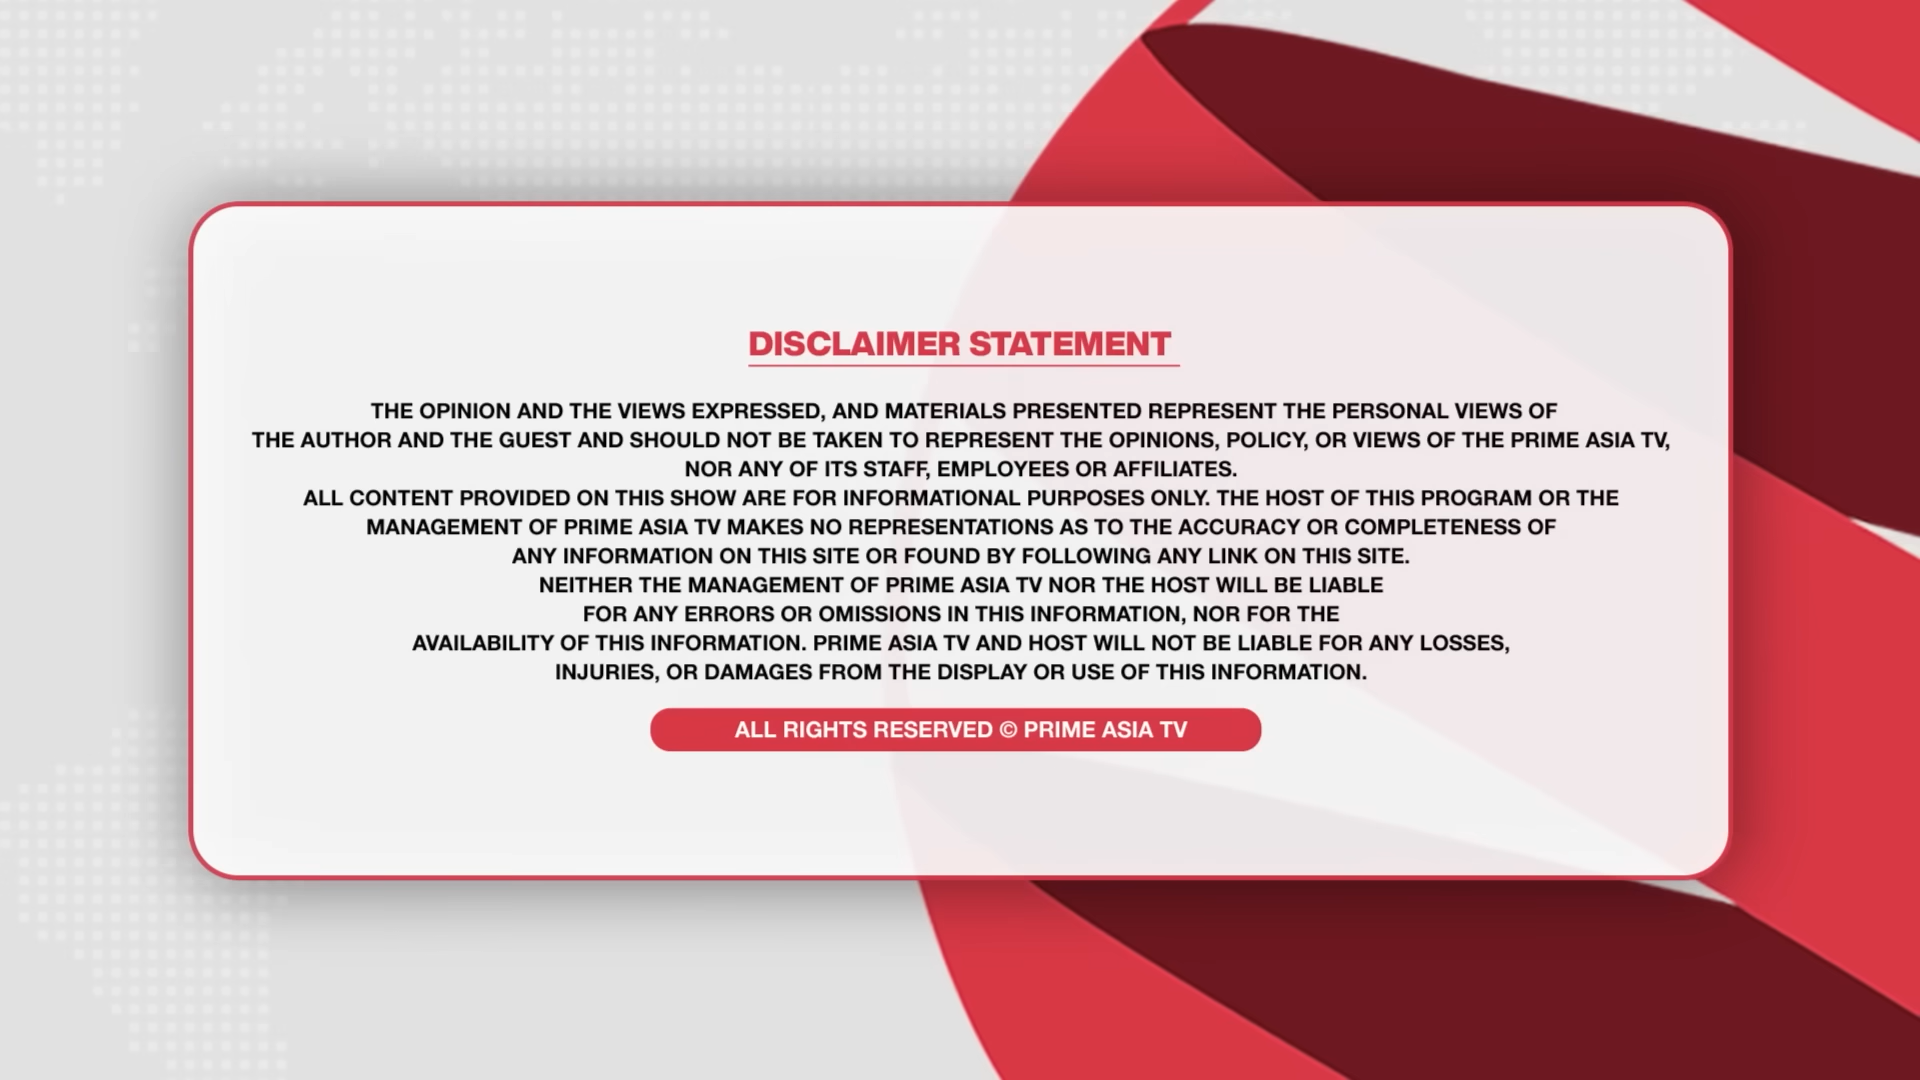 DISCLAIMER STATEMENT
THE OPINION AND THE VIEWS EXPRESSED, AND MATERIALS PRESENTED REPRESENT THE PERSONAL VIEWS OF
THE AUTHOR AND THE GUEST AND SHOULD NOT BE TAKEN TO REPRESENT THE OPINIONS, POLICY, OR VIEWS OF THE PRIME ASIA TV,
NOR ANY OF ITS STAFF, EMPLOYEES OR AFFILIATES.
ALL CONTENT PROVIDED ON THIS SHOW ARE FOR INFORMATIONAL PURPOSES ONLY. THE HOST OF THIS PROGRAM OR THE
MANAGEMENT OF PRIME ASIA TV MAKES NO REPRESENTATIONS AS TO THE ACCURACY OR COMPLETENESS OF
ANY INFORMATION ON THIS SITE OR FOUND BY FOLLOWING ANY LINK ON THIS SITE.
NEITHER THE MANAGEMENT OF PRIME ASIA TV NOR THE HOST WILL BE LIABLE
FOR ANY ERRORS OR OMISSIONS IN THIS INFORMATION, NOR FOR THE
AVAILABILITY OF THIS INFORMATION. PRIME ASIA TV AND HOST WILL NOT BE LIABLE FOR ANY LOSSES,
INJURIES, OR DAMAGES FROM THE DISPLAY OR USE OF THIS INFORMATION.
ALL RIGHTS RESERVED © PRIME ASIA TV